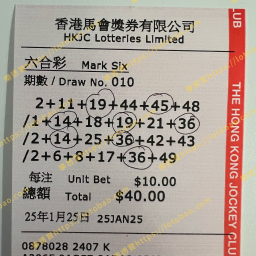 香港馬會獎券有限公司
HKJC Lotteries Limited
六合彩 Mark Six
期數 / Draw No. 010
2+11+19+44+45+48
/1+14+18+19+21+36
/2+14+25+36+42+43
/2+6+8+17+36+49
每注 Unit Bet $10.00
總額 Total $40.00
25年1月25日 25JAN25
0878028 2407 K
CLUB
THE HONG KONG JOCKEY CLUB